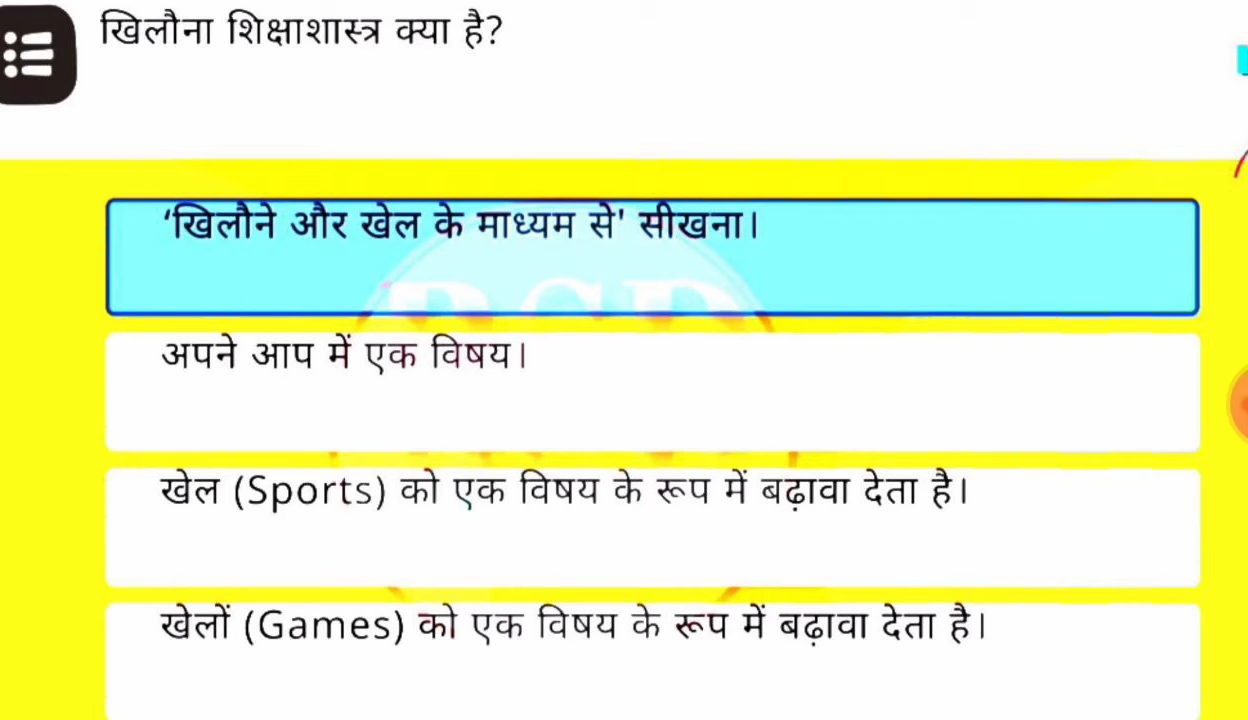 खिलौना शिक्षाशास्त्र क्या है?
‘खिलौने और खेल के माध्यम से' सीखना।
अपने आप में एक विषय।
खेल (Sports) को एक विषय के रूप में बढ़ावा देता है।
खेलों (Games) को एक विषय के रूप में बढ़ावा देता है।